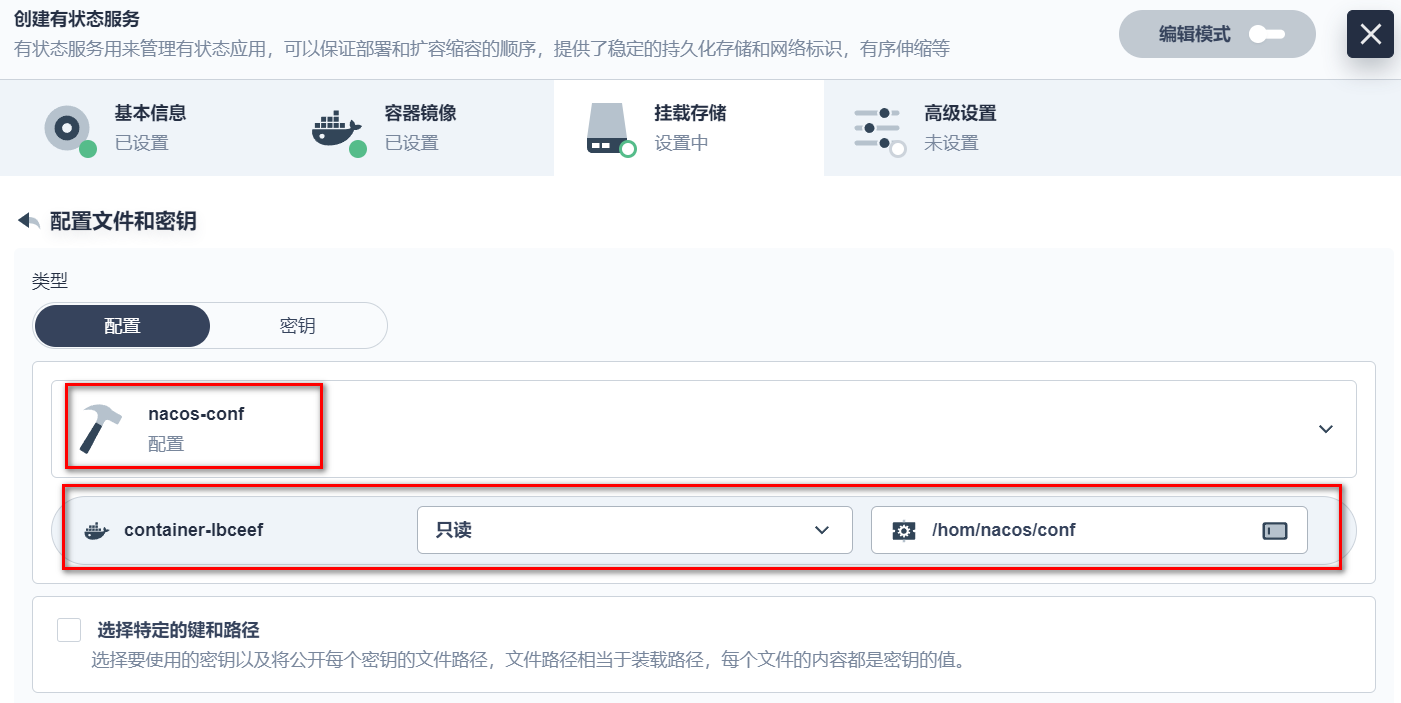 创建有状态服务
有状态服务用来管理有状态应用，可以保证部署和扩容缩容的顺序，提供了稳定的持久化存储和网络标识，有序伸缩等
编辑模式
基本信息
已设置
容器镜像
已设置
挂载存储
设置中
高级设置
未设置
配置文件和密钥
类型
配置
密钥
nacos-conf
配置
container-lbceef
只读
/hom/nacos/conf
选择特定的键和路径
选择要使用的密钥以及将公开每个密钥的文件路径，文件路径相当于装载路径，每个文件的内容都是密钥的值。